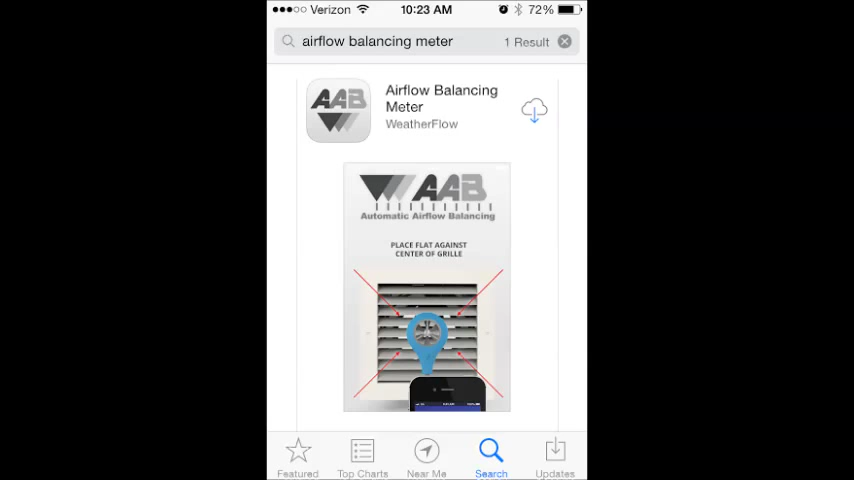 Verizon 10:23 AM 72%
airflow balancing meter 1 Result
AAB
Airflow Balancing
Meter
WeatherFlow
AAB
Automatic Airflow Balancing
PLACE FLAT AGAINST
CENTER OF GRILLE
Featured Top Charts Near Me Search Updates